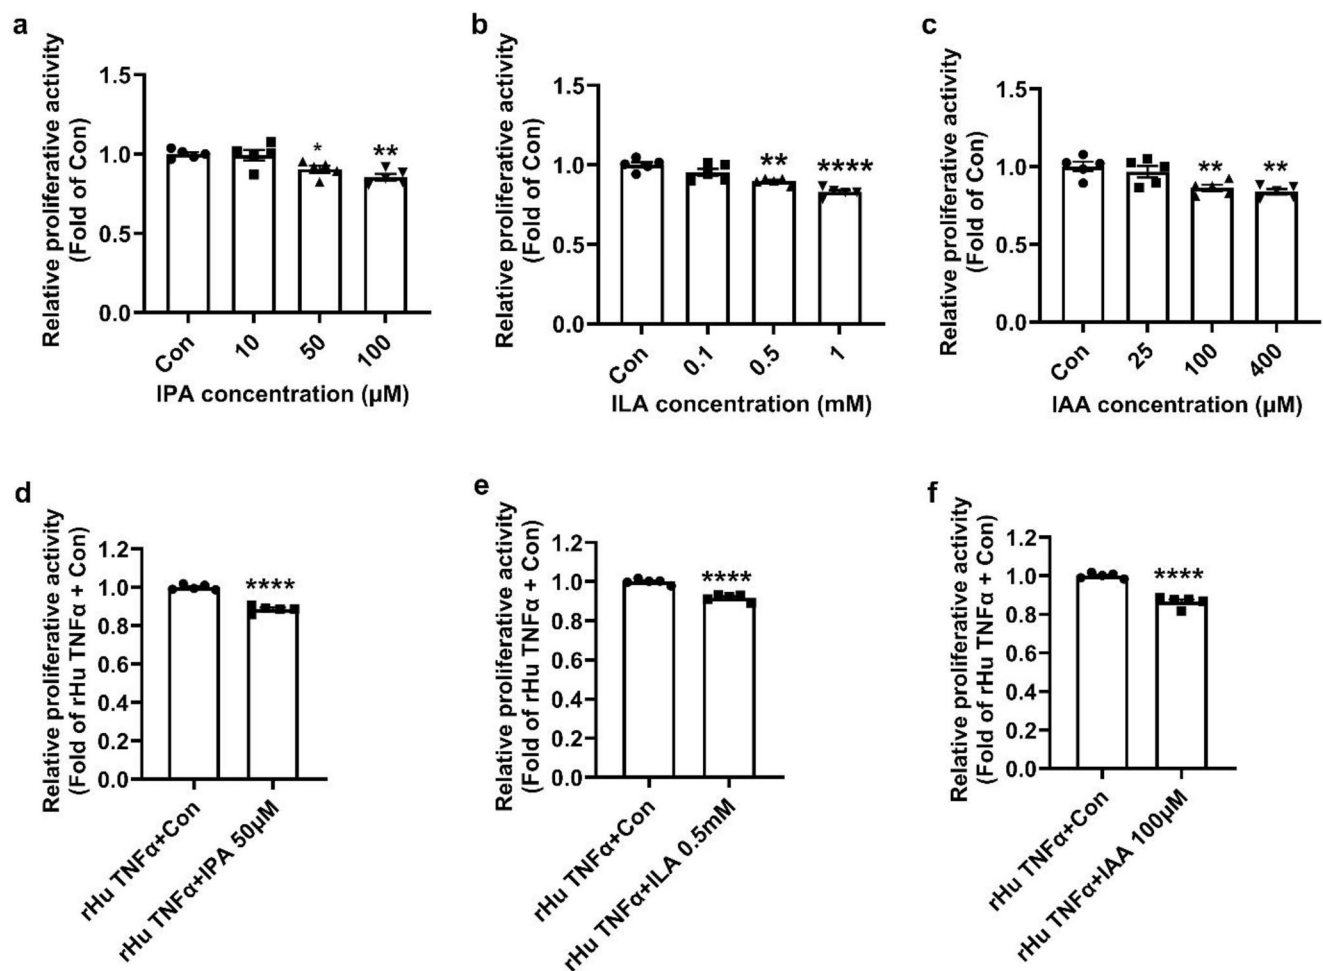 a
Relative proliferative activity
(Fold of Con)
1.5
1.0
0.5
0.0
*
**
Con
10
50
100
IPA concentration (µM)
b
Relative proliferative activity
(Fold of Con)
1.5
1.0
0.5
0.0
**
****
Con
0.1
0.5
1
ILA concentration (mM)
c
Relative proliferative activity
(Fold of Con)
1.5
1.0
0.5
0.0
**
**
Con
25
100
400
IAA concentration (µM)
d
Relative proliferative activity
(Fold of rHu TNFα + Con)
1.2
1.0
0.8
0.6
0.4
0.2
0.0
****
rHu TNFα+Con
rHu TNFα+IPA 50µM
e
Relative proliferative activity
(Fold of rHu TNFα + Con)
1.2
1.0
0.8
0.6
0.4
0.2
0.0
****
rHu TNFα+Con
rHu TNFα+ILA 0.5mM
f
Relative proliferative activity
(Fold of rHu TNFα + Con)
1.2
1.0
0.8
0.6
0.4
0.2
0.0
****
rHu TNFα+Con
rHu TNFα+IAA 100µM